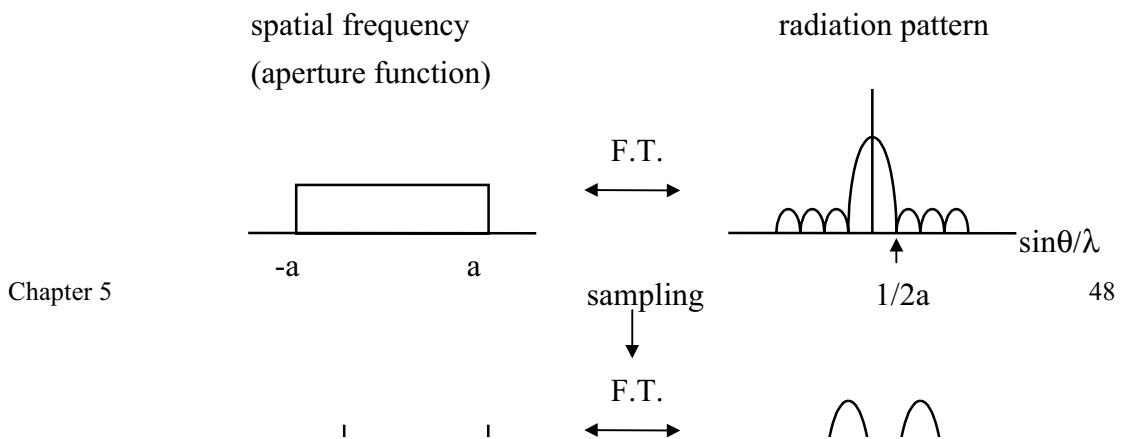 spatial frequency
(aperture function)
radiation pattern
F.T.
sinθ/λ
-a
a
1/2a
Chapter 5
48
sampling
F.T.